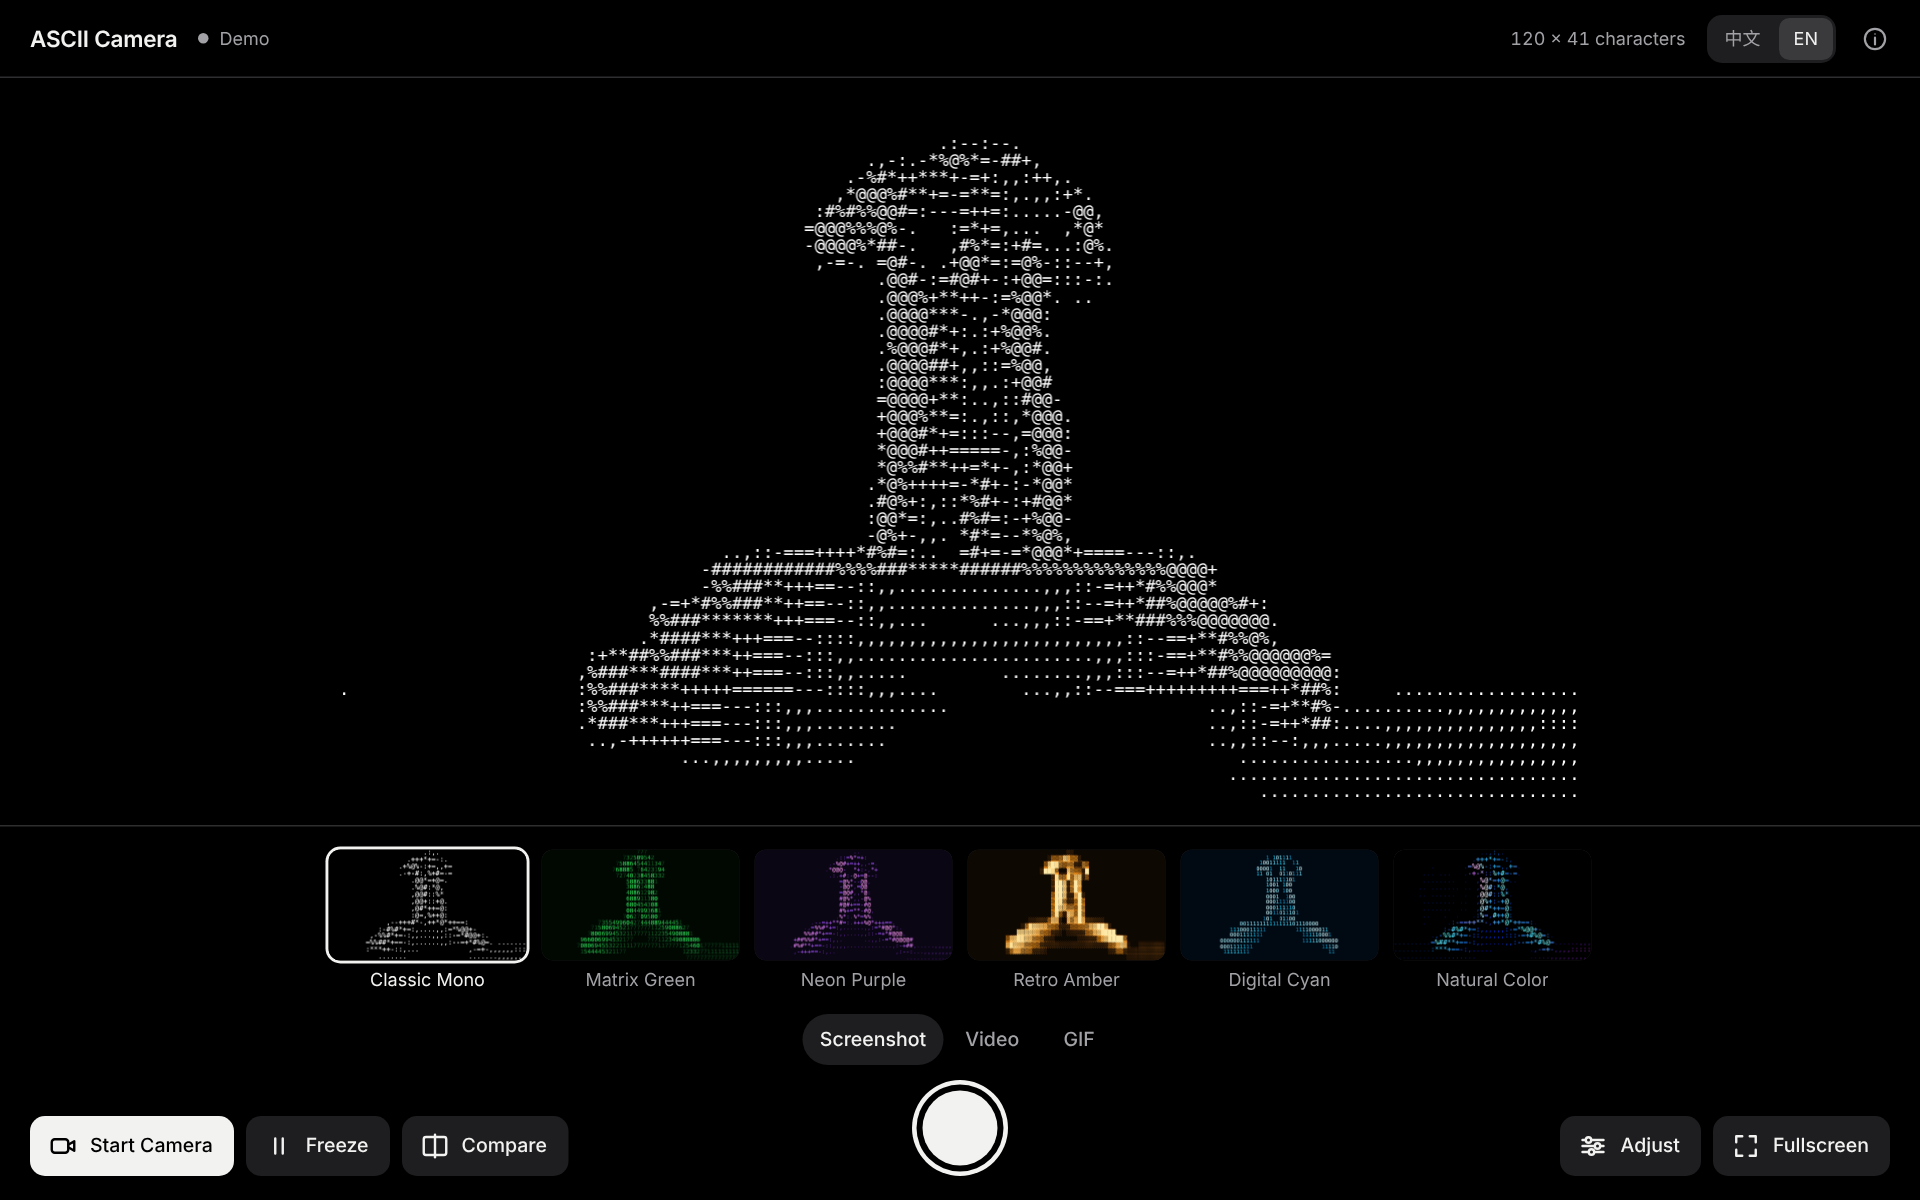 ASCII Camera
Demo
120 × 41 characters
中文
EN
Classic Mono
Matrix Green
Neon Purple
Retro Amber
Digital Cyan
Natural Color
Screenshot
Video
GIF
Start Camera
Freeze
Compare
Adjust
Fullscreen